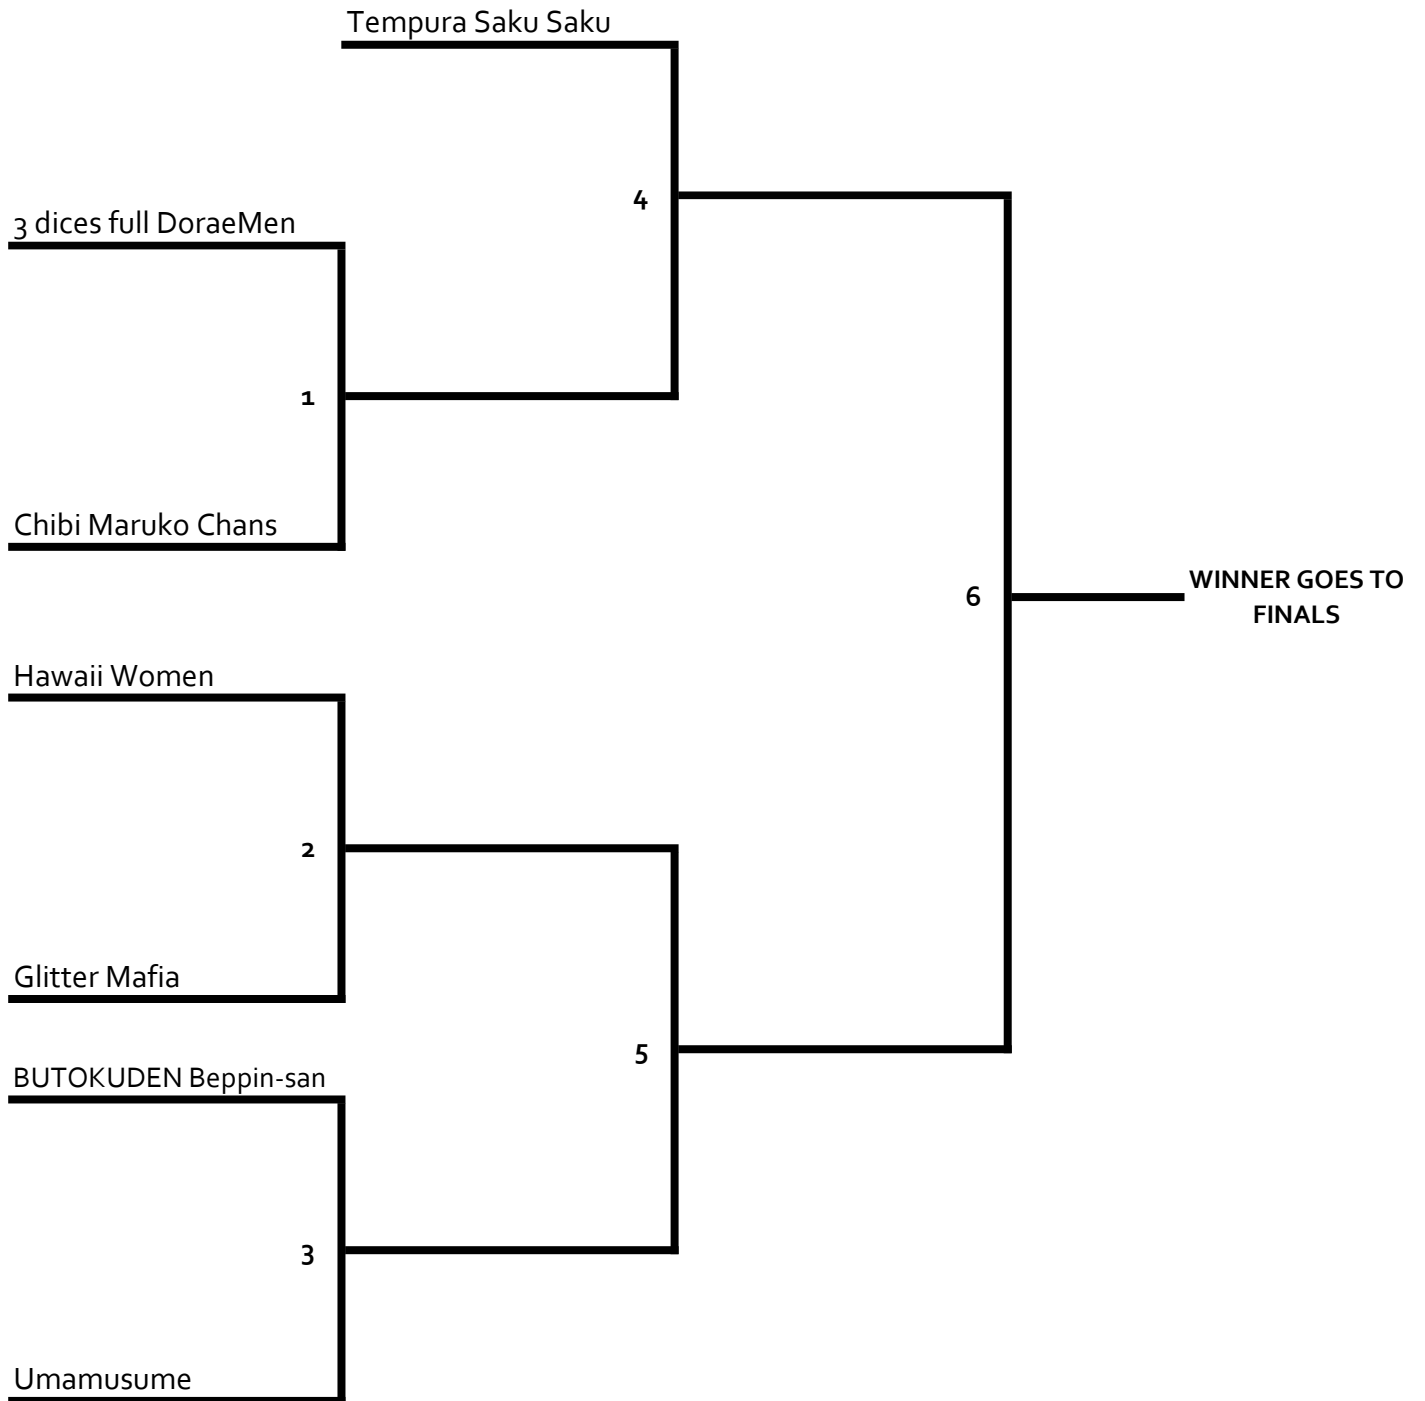 Tempura Saku Saku
4
3 dices full DoraeMen
1
Chibi Maruko Chans
WINNER GOES TO
FINALS
6
Hawaii Women
2
Glitter Mafia
5
BUTOKUDEN Beppin-san
3
Umamusume